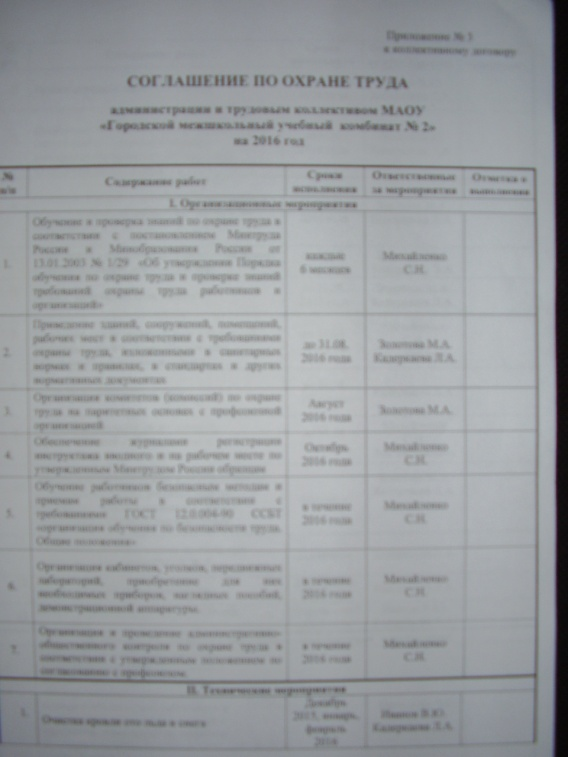 Приложение № 3
к коллективному договору
СОГЛАШЕНИЕ ПО ОХРАНЕ ТРУДА
администрации и трудовым коллективом МАОУ
«Городской межшкольный учебный комбинат № 2»
на 2016 год
№ п/п
Содержание работ
Сроки исполнения
Ответственные за мероприятия
Отметка о выполнении
I. Организационные мероприятия
1.
Обучение и проверка знаний по охране труда в
соответствии с постановлением Минтруда
России и Минобразования России от
13.01.2003 № 1/29 «Об утверждении Порядка
обучения по охране труда и проверке знаний
требований охраны труда работников
организаций»
каждые
6 месяцев
Михайленко
С.Н.
2.
Приведение зданий, сооружений, помещений,
рабочих мест в соответствии с требованиями
охраны труда, изложенными в санитарных
нормах и правилах, в стандартах и других
нормативных документах
до 31.08.
2016 года
Золотова М.А.
Л.А.
3.
Организация комитетов (комиссий) по охране
труда на паритетных основах с профсоюзной
организацией
Август
2016 года
Золотова М.А.
4.
Обеспечение журналами регистрации
инструктажа вводного и на рабочем месте по
утвержденным Минтрудом России образцам
Октябрь
2016 года
Михайленко
С.Н.
5.
Обучение работников безопасным методам и
приемам работы в соответствии с
требованиями ГОСТ 12.0.004-90 ССБТ
«организация обучения по безопасности труда.
Общие положения».
в течение
2016 года
Михайленко
С.Н.
6.
Организация кабинетов, уголков, передвижных
лабораторий, приобретение для них
необходимых приборов, наглядных пособий,
демонстрационной аппаратуры.
в течение
2016 года
Михайленко
С.Н.
7.
Организация и проведение административно-
общественного контроля по охране труда в
соответствии с утвержденным положением по
согласованию с профсоюзом.
в течение
2016 года
Михайленко
С.Н.
II. Технические мероприятия
1.
Очистка кровли ото льда и снега
Декабрь
2015, январь,
февраль
2016
Иванов В.Ю.
Л.А.